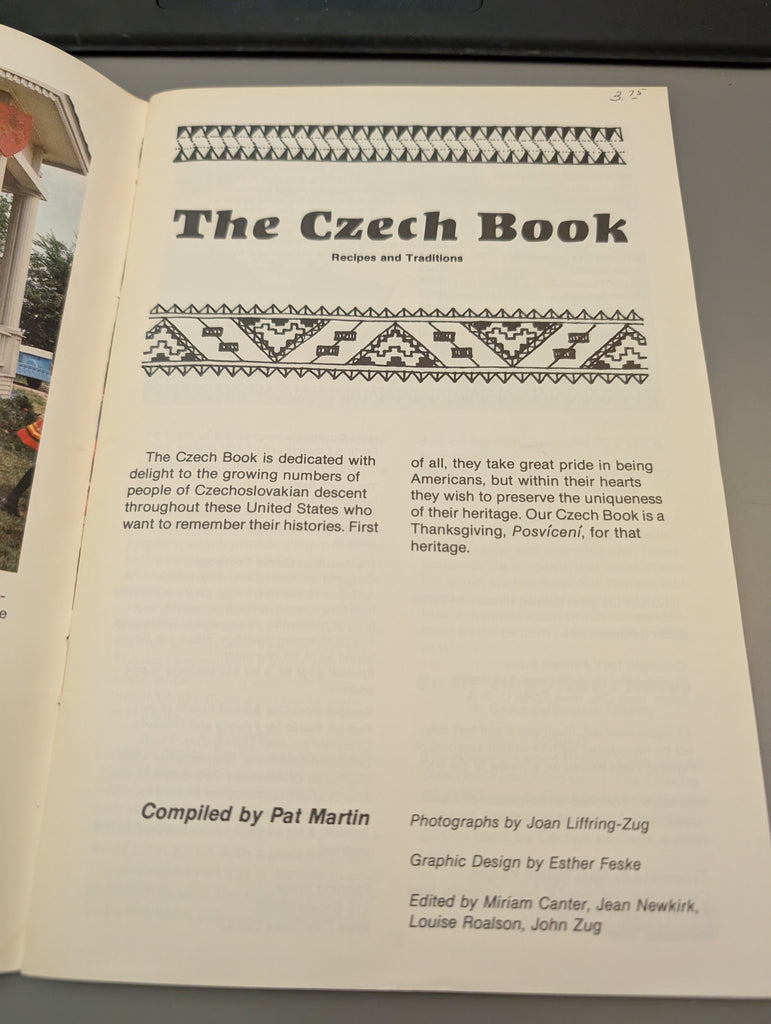 3.75
The Czech Book
Recipes and Traditions
The Czech Book is dedicated with
delight to the growing numbers of
people of Czechoslovakian descent
throughout these United States who
want to remember their histories. First
of all, they take great pride in being
Americans, but within their hearts
they wish to preserve the uniqueness
of their heritage. Our Czech Book is a
Thanksgiving, Posvícení, for that
heritage.
Compiled by Pat Martin
Photographs by Joan Liffring-Zug
Graphic Design by Esther Feske
Edited by Miriam Canter, Jean Newkirk,
Louise Roalson, John Zug